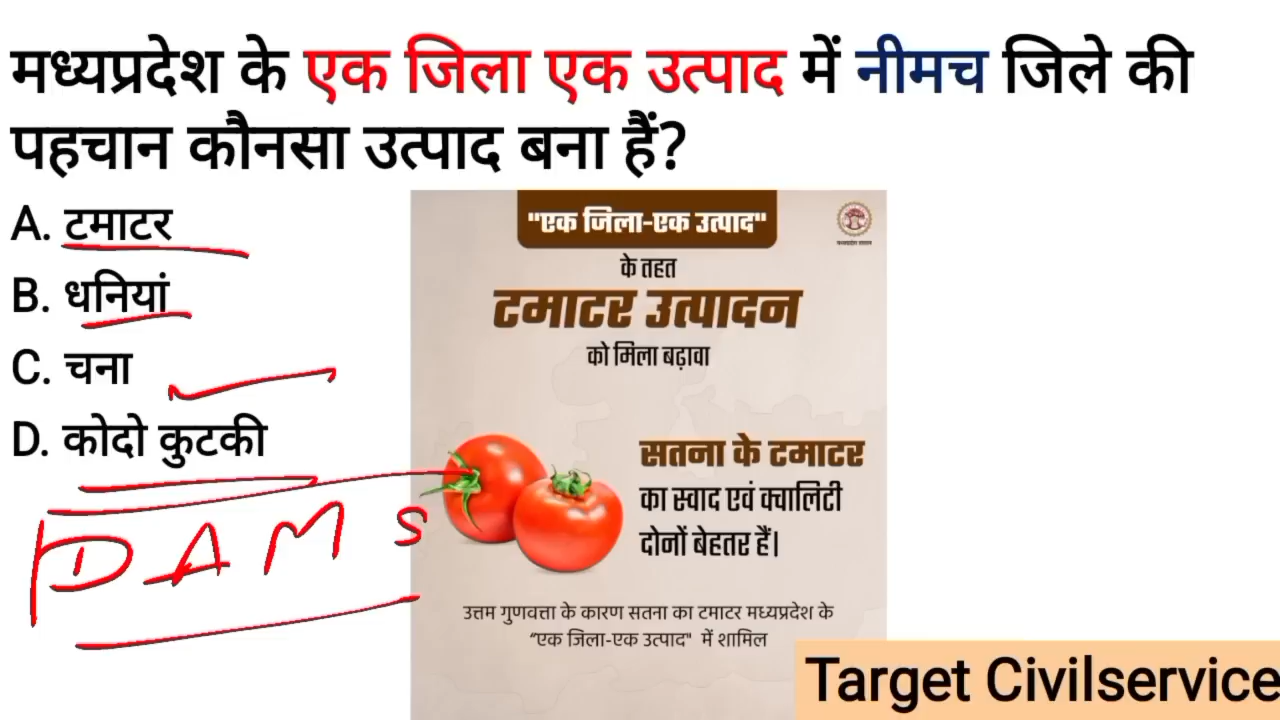 मध्यप्रदेश के एक जिला एक उत्पाद में नीमच जिले की
पहचान कौनसा उत्पाद बना हैं?
A. टमाटर
B. धनियां
C. चना
D. कोदो कुटकी
DAMS
"एक जिला-एक उत्पाद"
के तहत
टमाटर उत्पादन
को मिला बढ़ावा
सतना के टमाटर
का स्वाद एवं क्वालिटी
दोनों बेहतर हैं।
उत्तम गुणवत्ता के कारण सतना का टमाटर मध्यप्रदेश के
"एक जिला-एक उत्पाद" में शामिल
Target Civilservice